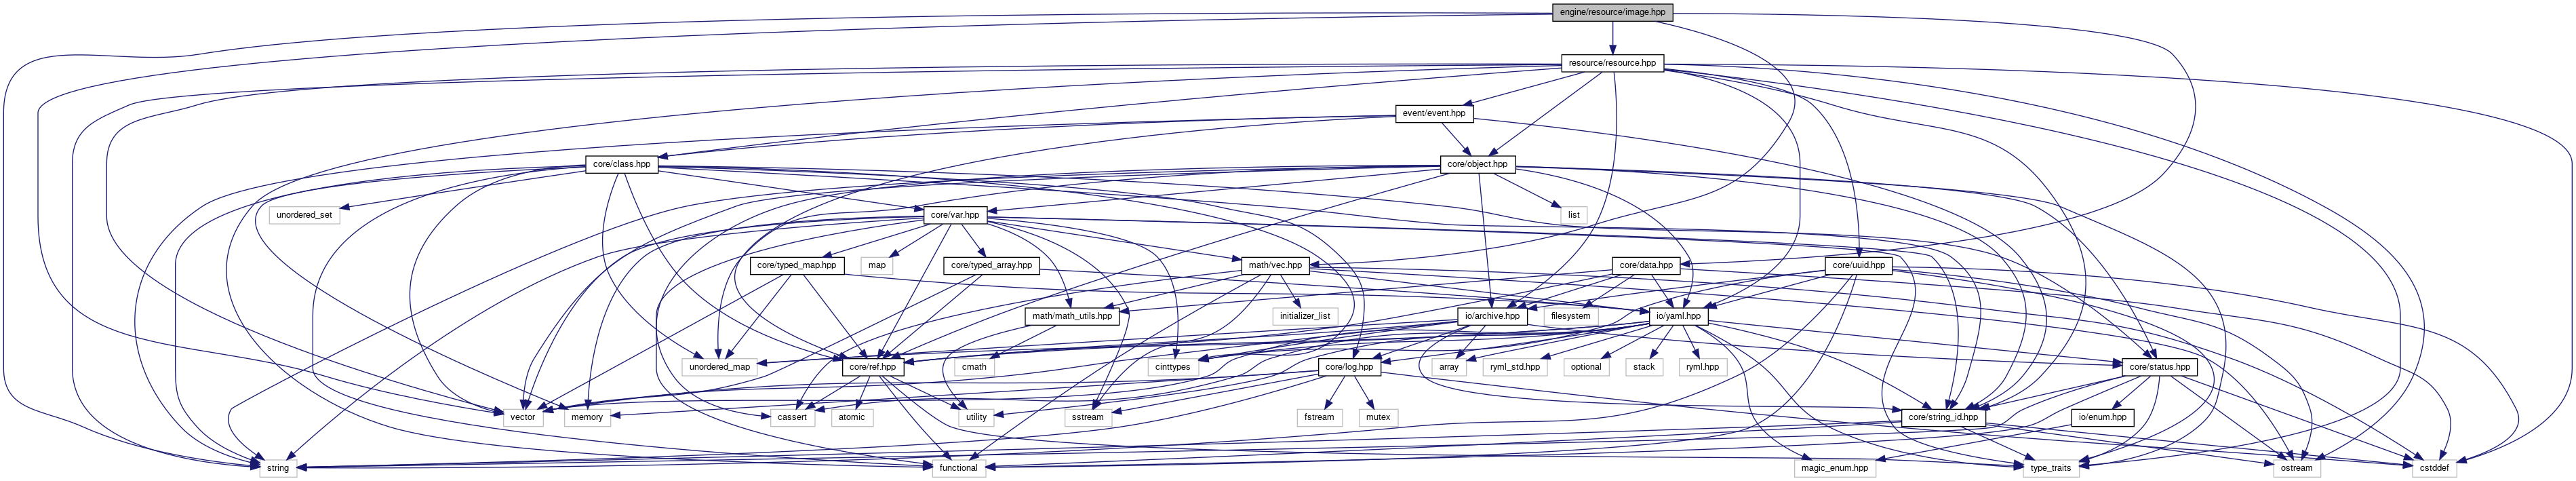 engine/resource/image.hpp
resource/resource.hpp
event/event.hpp
core/class.hpp
core/object.hpp
unordered_set
core/var.hpp
list
core/typed_map.hpp
map
core/typed_array.hpp
math/vec.hpp
core/data.hpp
core/uuid.hpp
math/math_utils.hpp
initializer_list
io/archive.hpp
filesystem
io/yaml.hpp
unordered_map
core/ref.hpp
cmath
cinttypes
core/log.hpp
array
ryml_std.hpp
optional
stack
ryml.hpp
core/status.hpp
vector
memory
cassert
atomic
utility
sstream
fstream
mutex
core/string_id.hpp
io/enum.hpp
string
functional
magic_enum.hpp
type_traits
ostream
cstddef